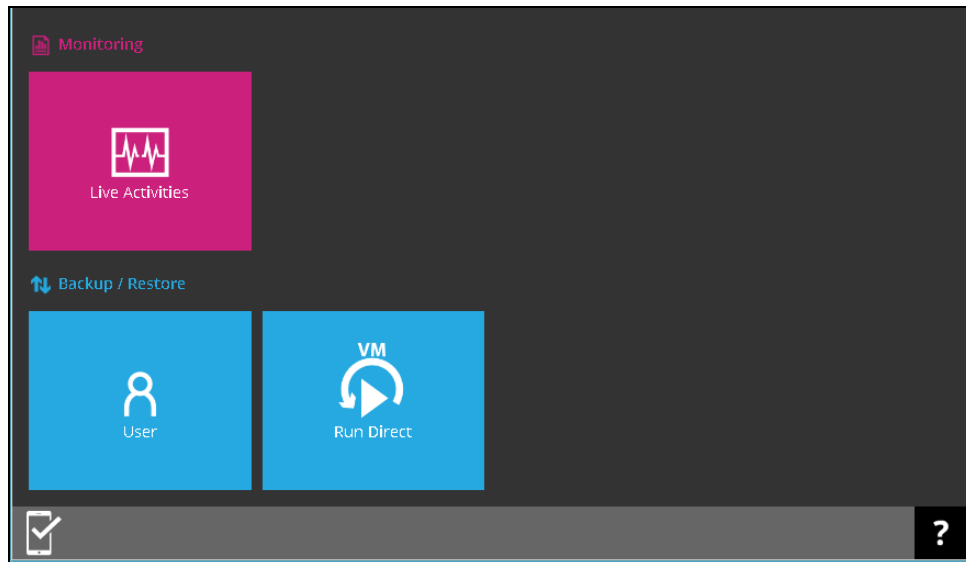 Monitoring
Live Activities
Backup / Restore
User
VM
Run Direct
?